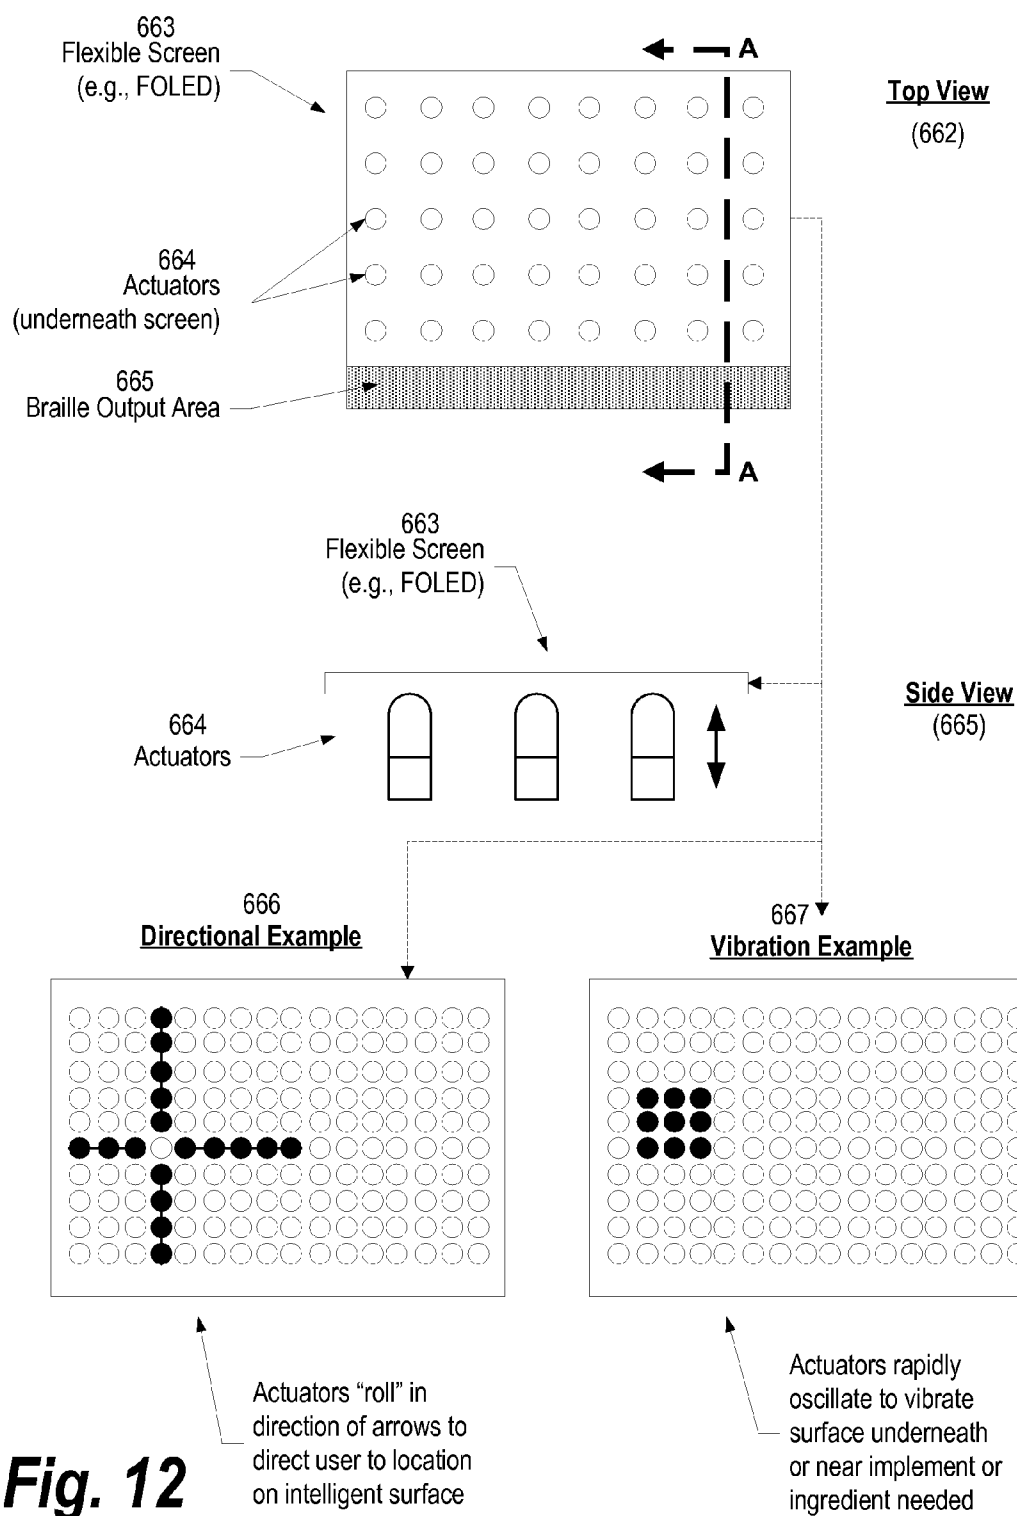 663
Flexible Screen
(e.g., FOLED)
A
Top View
(662)
664
Actuators
(underneath screen)
665
Braille Output Area
A
663
Flexible Screen
(e.g., FOLED)
Side View
(665)
664
Actuators
666
Directional Example
667
Vibration Example
Actuators “roll” in
direction of arrows to
direct user to location
on intelligent surface
Actuators rapidly
oscillate to vibrate
surface underneath
or near implement or
ingredient needed
Fig. 12